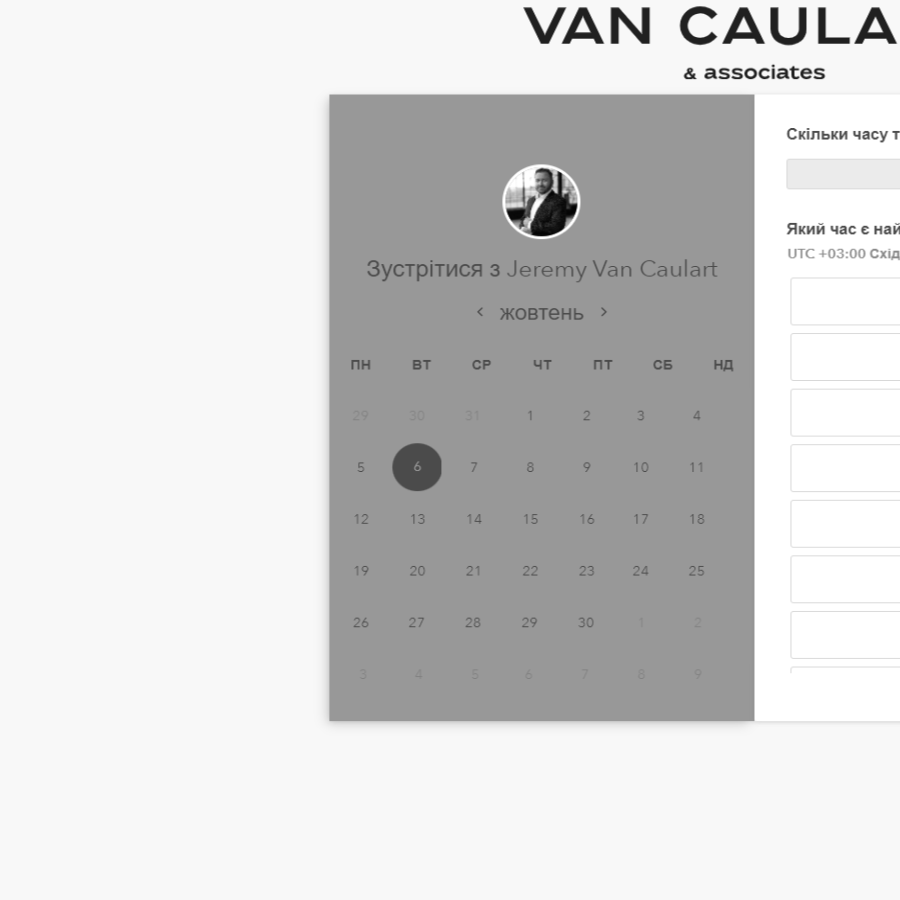 VAN CAULA
& associates
Скільки часу т
Який час є най
UTC +03:00 Схід
Зустрітися з Jeremy Van Caulart
жовтень
ПН ВТ СР ЧТ ПТ СБ НД
29 30 31 1 2 3 4
5 6 7 8 9 10 11
12 13 14 15 16 17 18
19 20 21 22 23 24 25
26 27 28 29 30 1 2
3 4 5 6 7 8 9